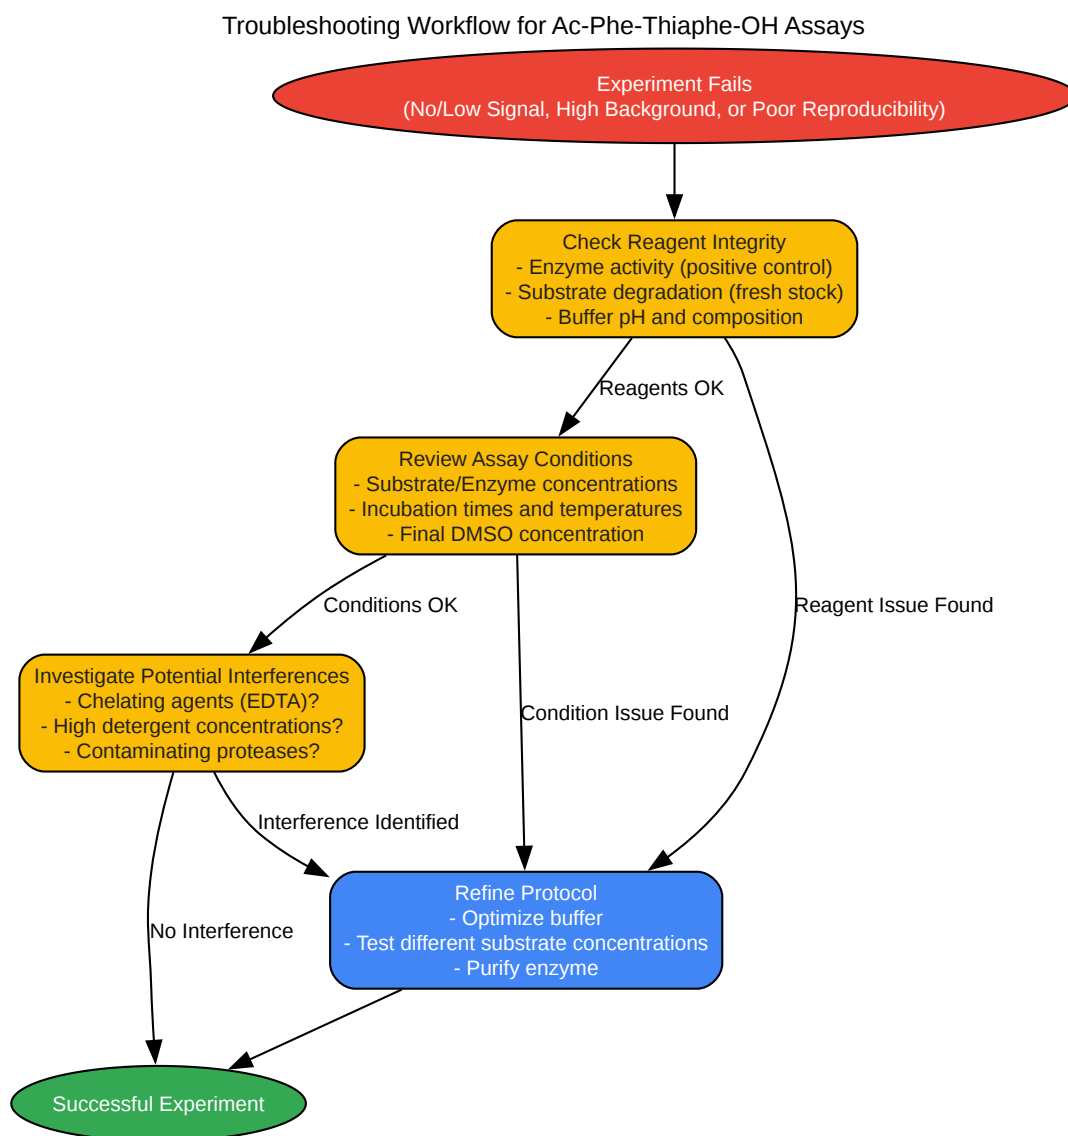 Troubleshooting Workflow for Ac-Phe-Thiaphe-OH Assays
Experiment Fails
(No/Low Signal, High Background, or Poor Reproducibility)
Check Reagent Integrity
- Enzyme activity (positive control)
- Substrate degradation (fresh stock)
- Buffer pH and composition
Reagents OK
Review Assay Conditions
- Substrate/Enzyme concentrations
- Incubation times and temperatures
- Final DMSO concentration
Conditions OK
Reagent Issue Found
Investigate Potential Interferences
- Chelating agents (EDTA)?
- High detergent concentrations?
- Contaminating proteases?
Condition Issue Found
Interference Identified
Refine Protocol
- Optimize buffer
- Test different substrate concentrations
- Purify enzyme
No Interference
Successful Experiment